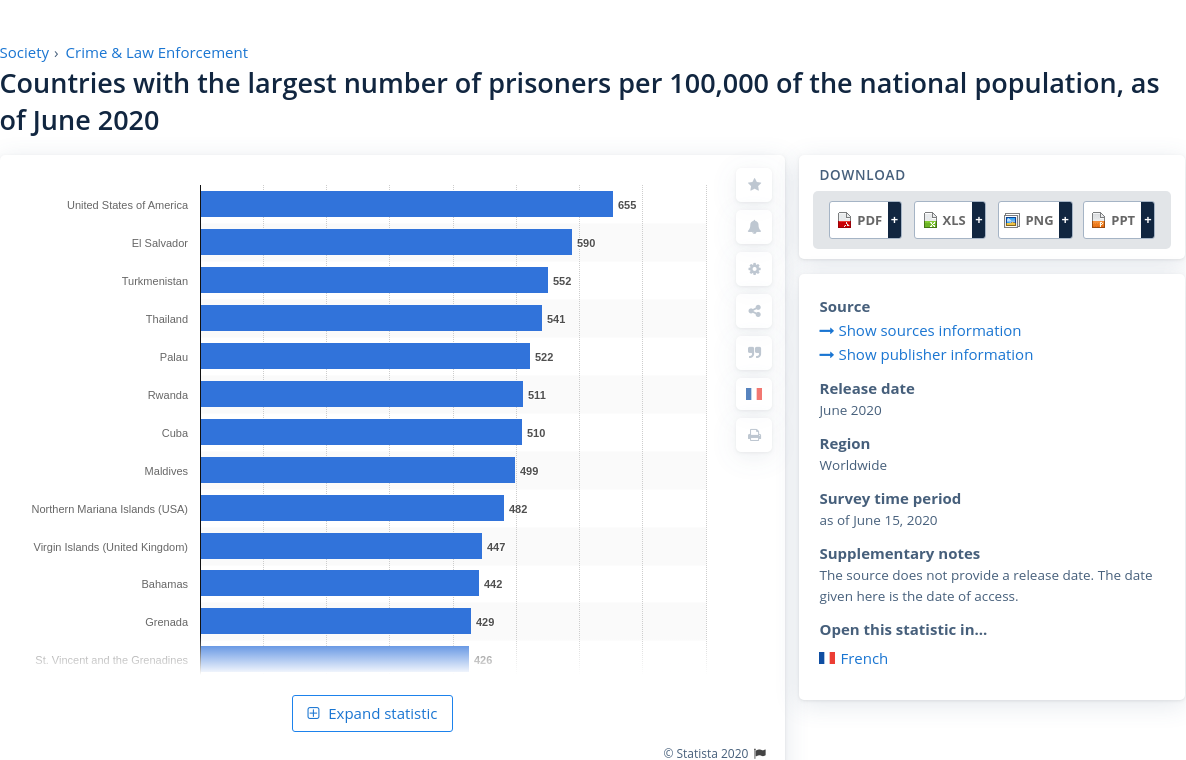 Society › Crime & Law Enforcement
Countries with the largest number of prisoners per 100,000 of the national population, as
of June 2020
United States of America 655
El Salvador 590
Turkmenistan 552
Thailand 541
Palau 522
Rwanda 511
Cuba 510
Maldives 499
Northern Mariana Islands (USA) 482
Virgin Islands (United Kingdom) 447
Bahamas 442
Grenada 429
St. Vincent and the Grenadines 426
Expand statistic
© Statista 2020
DOWNLOAD
PDF + XLS + PNG + PPT +
Source
Show sources information
Show publisher information
Release date
June 2020
Region
Worldwide
Survey time period
as of June 15, 2020
Supplementary notes
The source does not provide a release date. The date
given here is the date of access.
Open this statistic in...
French